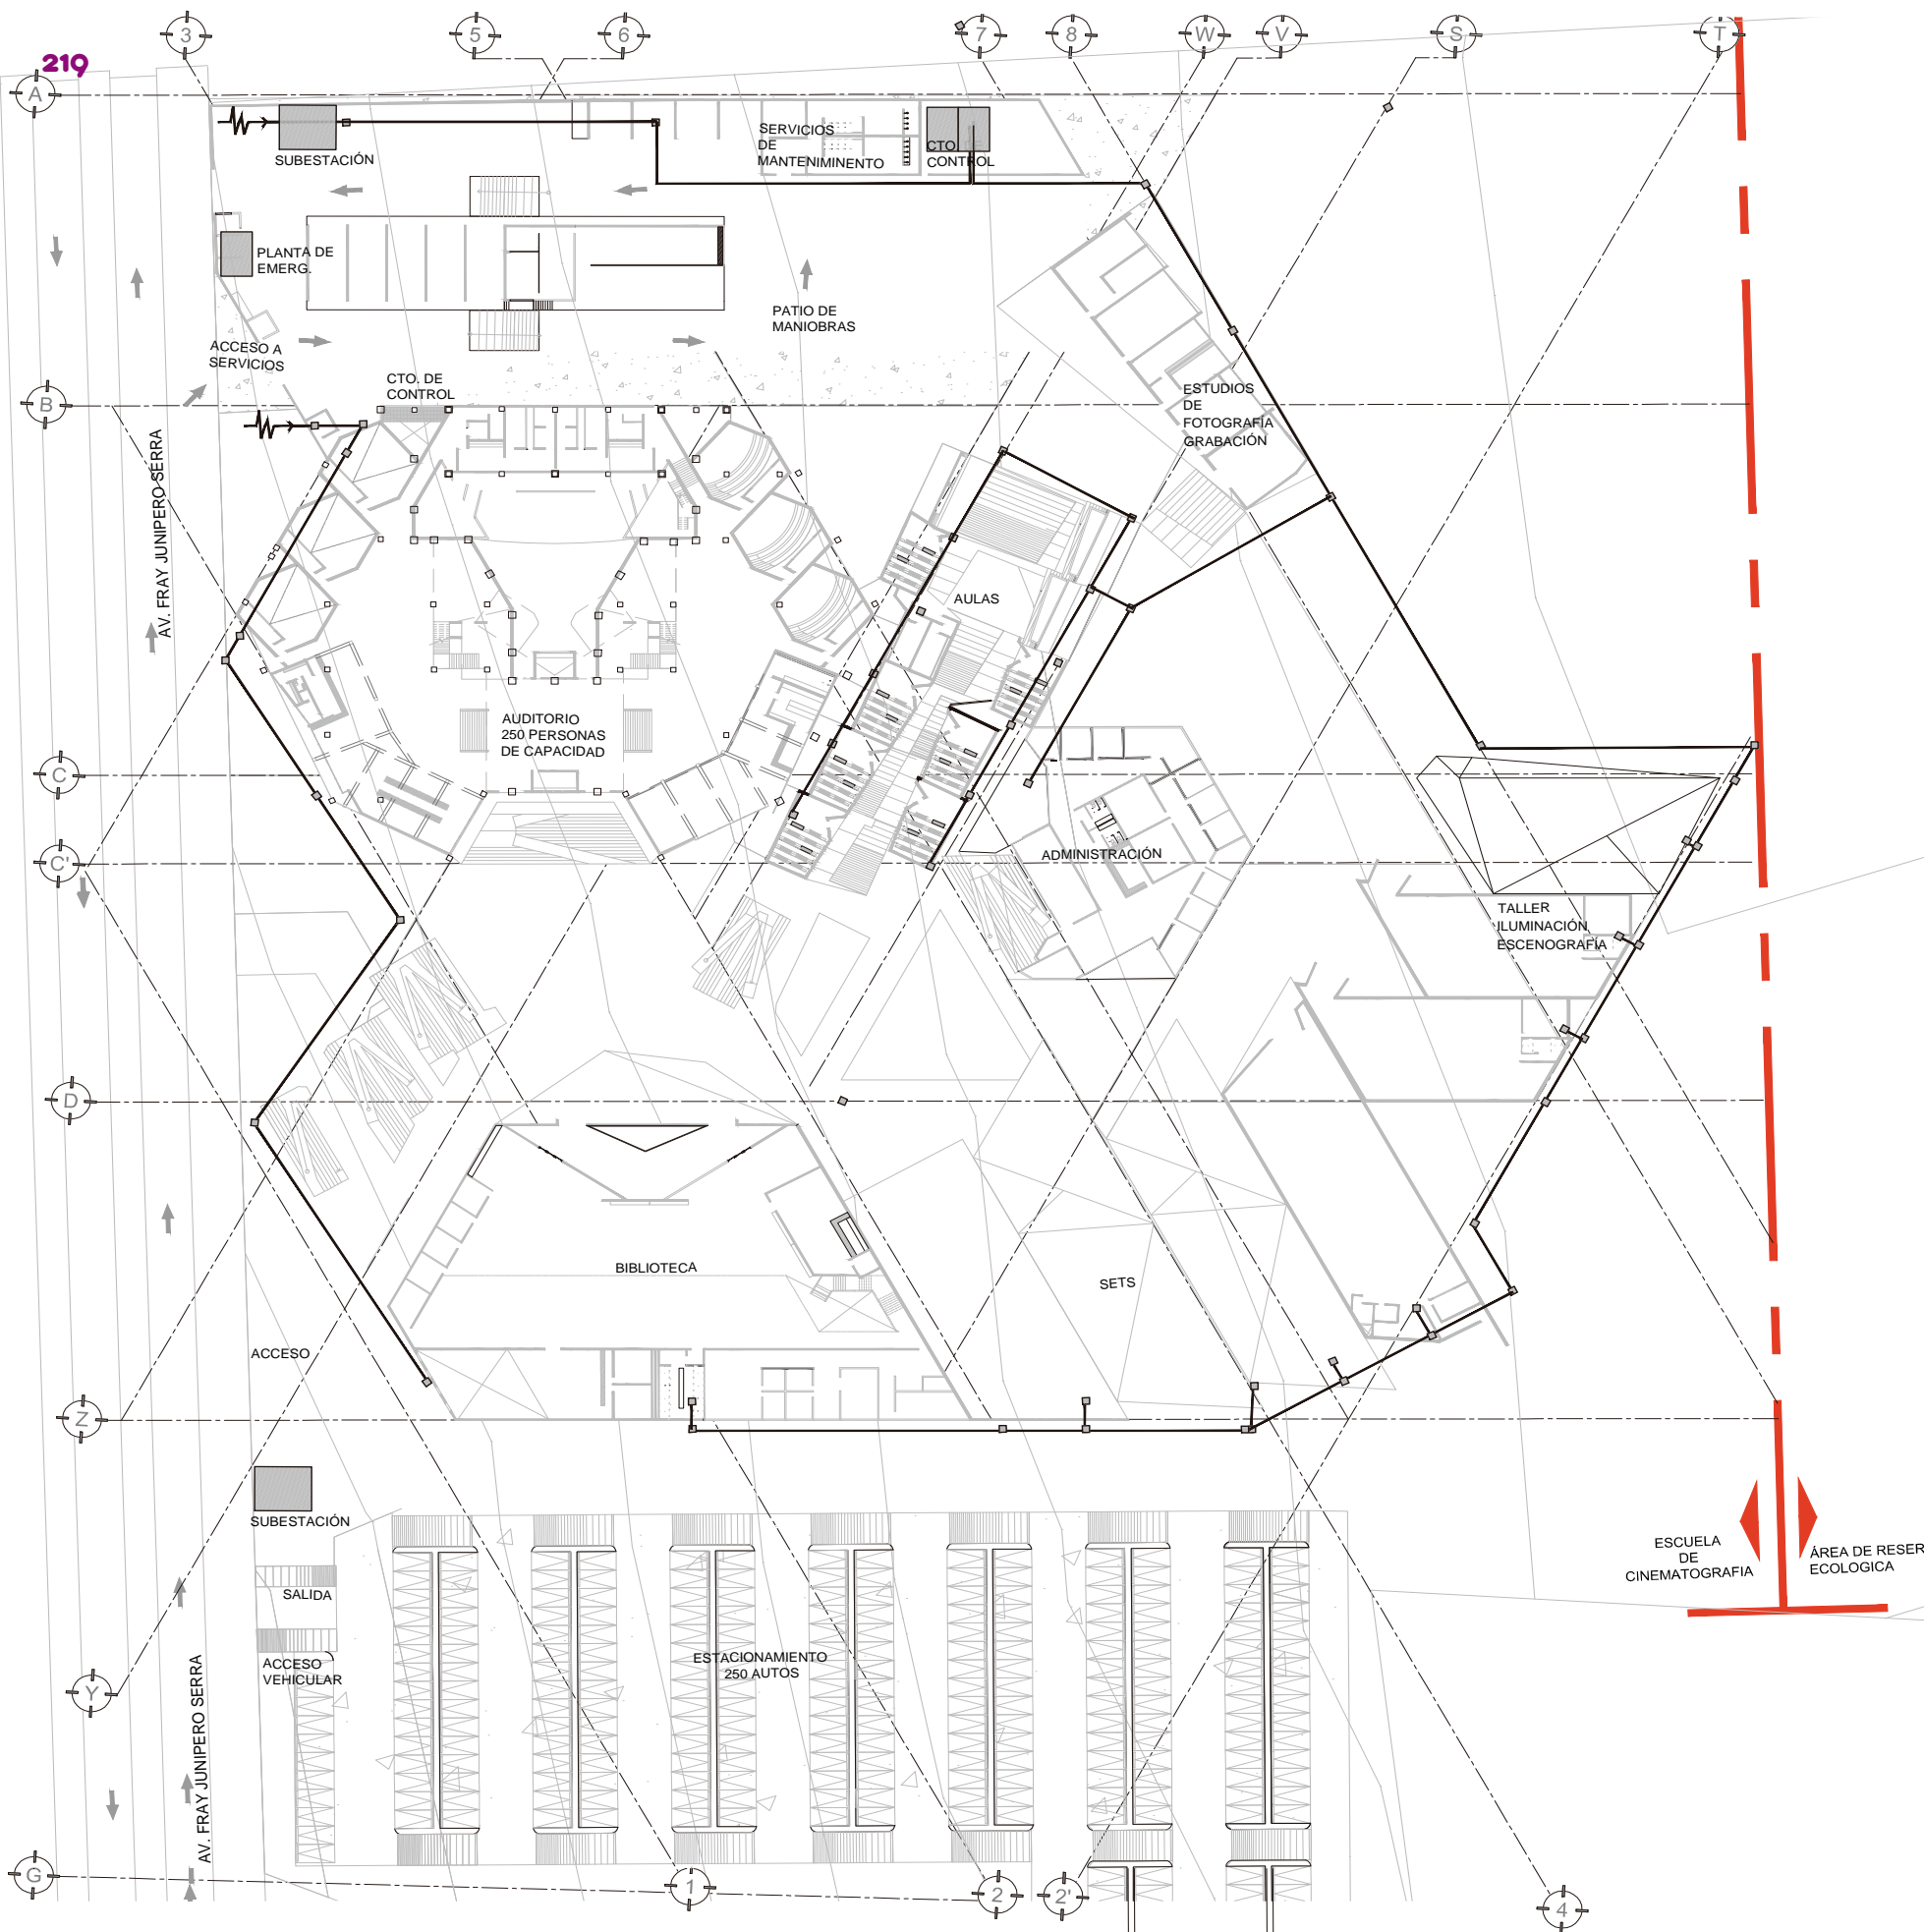 3
5
6
7
8
W
V
S
T
219
A
SUBESTACIÓN
SERVICIOS
DE
MANTENIMINENTO
CTO.
CONTROL
PLANTA DE
EMERG.
PATIO DE
MANIOBRAS
ACCESO A
SERVICIOS
CTO. DE
CONTROL
B
ESTUDIOS
DE
FOTOGRAFÍA
GRABACIÓN
AV. FRAY JUNIPERO SERRA
AULAS
AUDITORIO
250 PERSONAS
DE CAPACIDAD
C
C'
ADMINISTRACIÓN
TALLER
ILUMINACIÓN
ESCENOGRAFÍA
D
BIBLIOTECA
SETS
ACCESO
Z
SUBESTACIÓN
ESCUELA
DE
CINEMATOGRAFIA
ÁREA DE RESER
ECOLOGICA
SALIDA
ACCESO
VEHICULAR
ESTACIONAMIENTO
250 AUTOS
Y
AV. FRAY JUNIPERO SERRA
G
1
2
2'
4